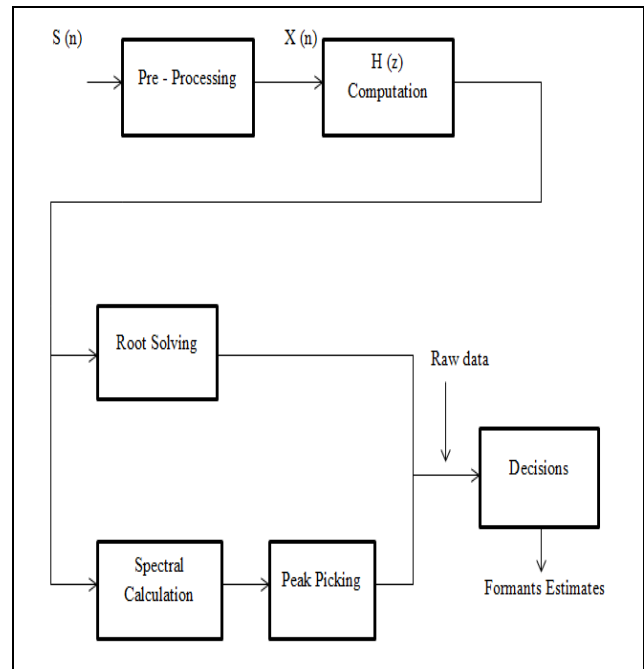 S (n)
X (n)
Pre - Processing
H (z)
Computation
Root Solving
Raw data
Decisions
Spectral
Calculation
Peak Picking
Formants Estimates